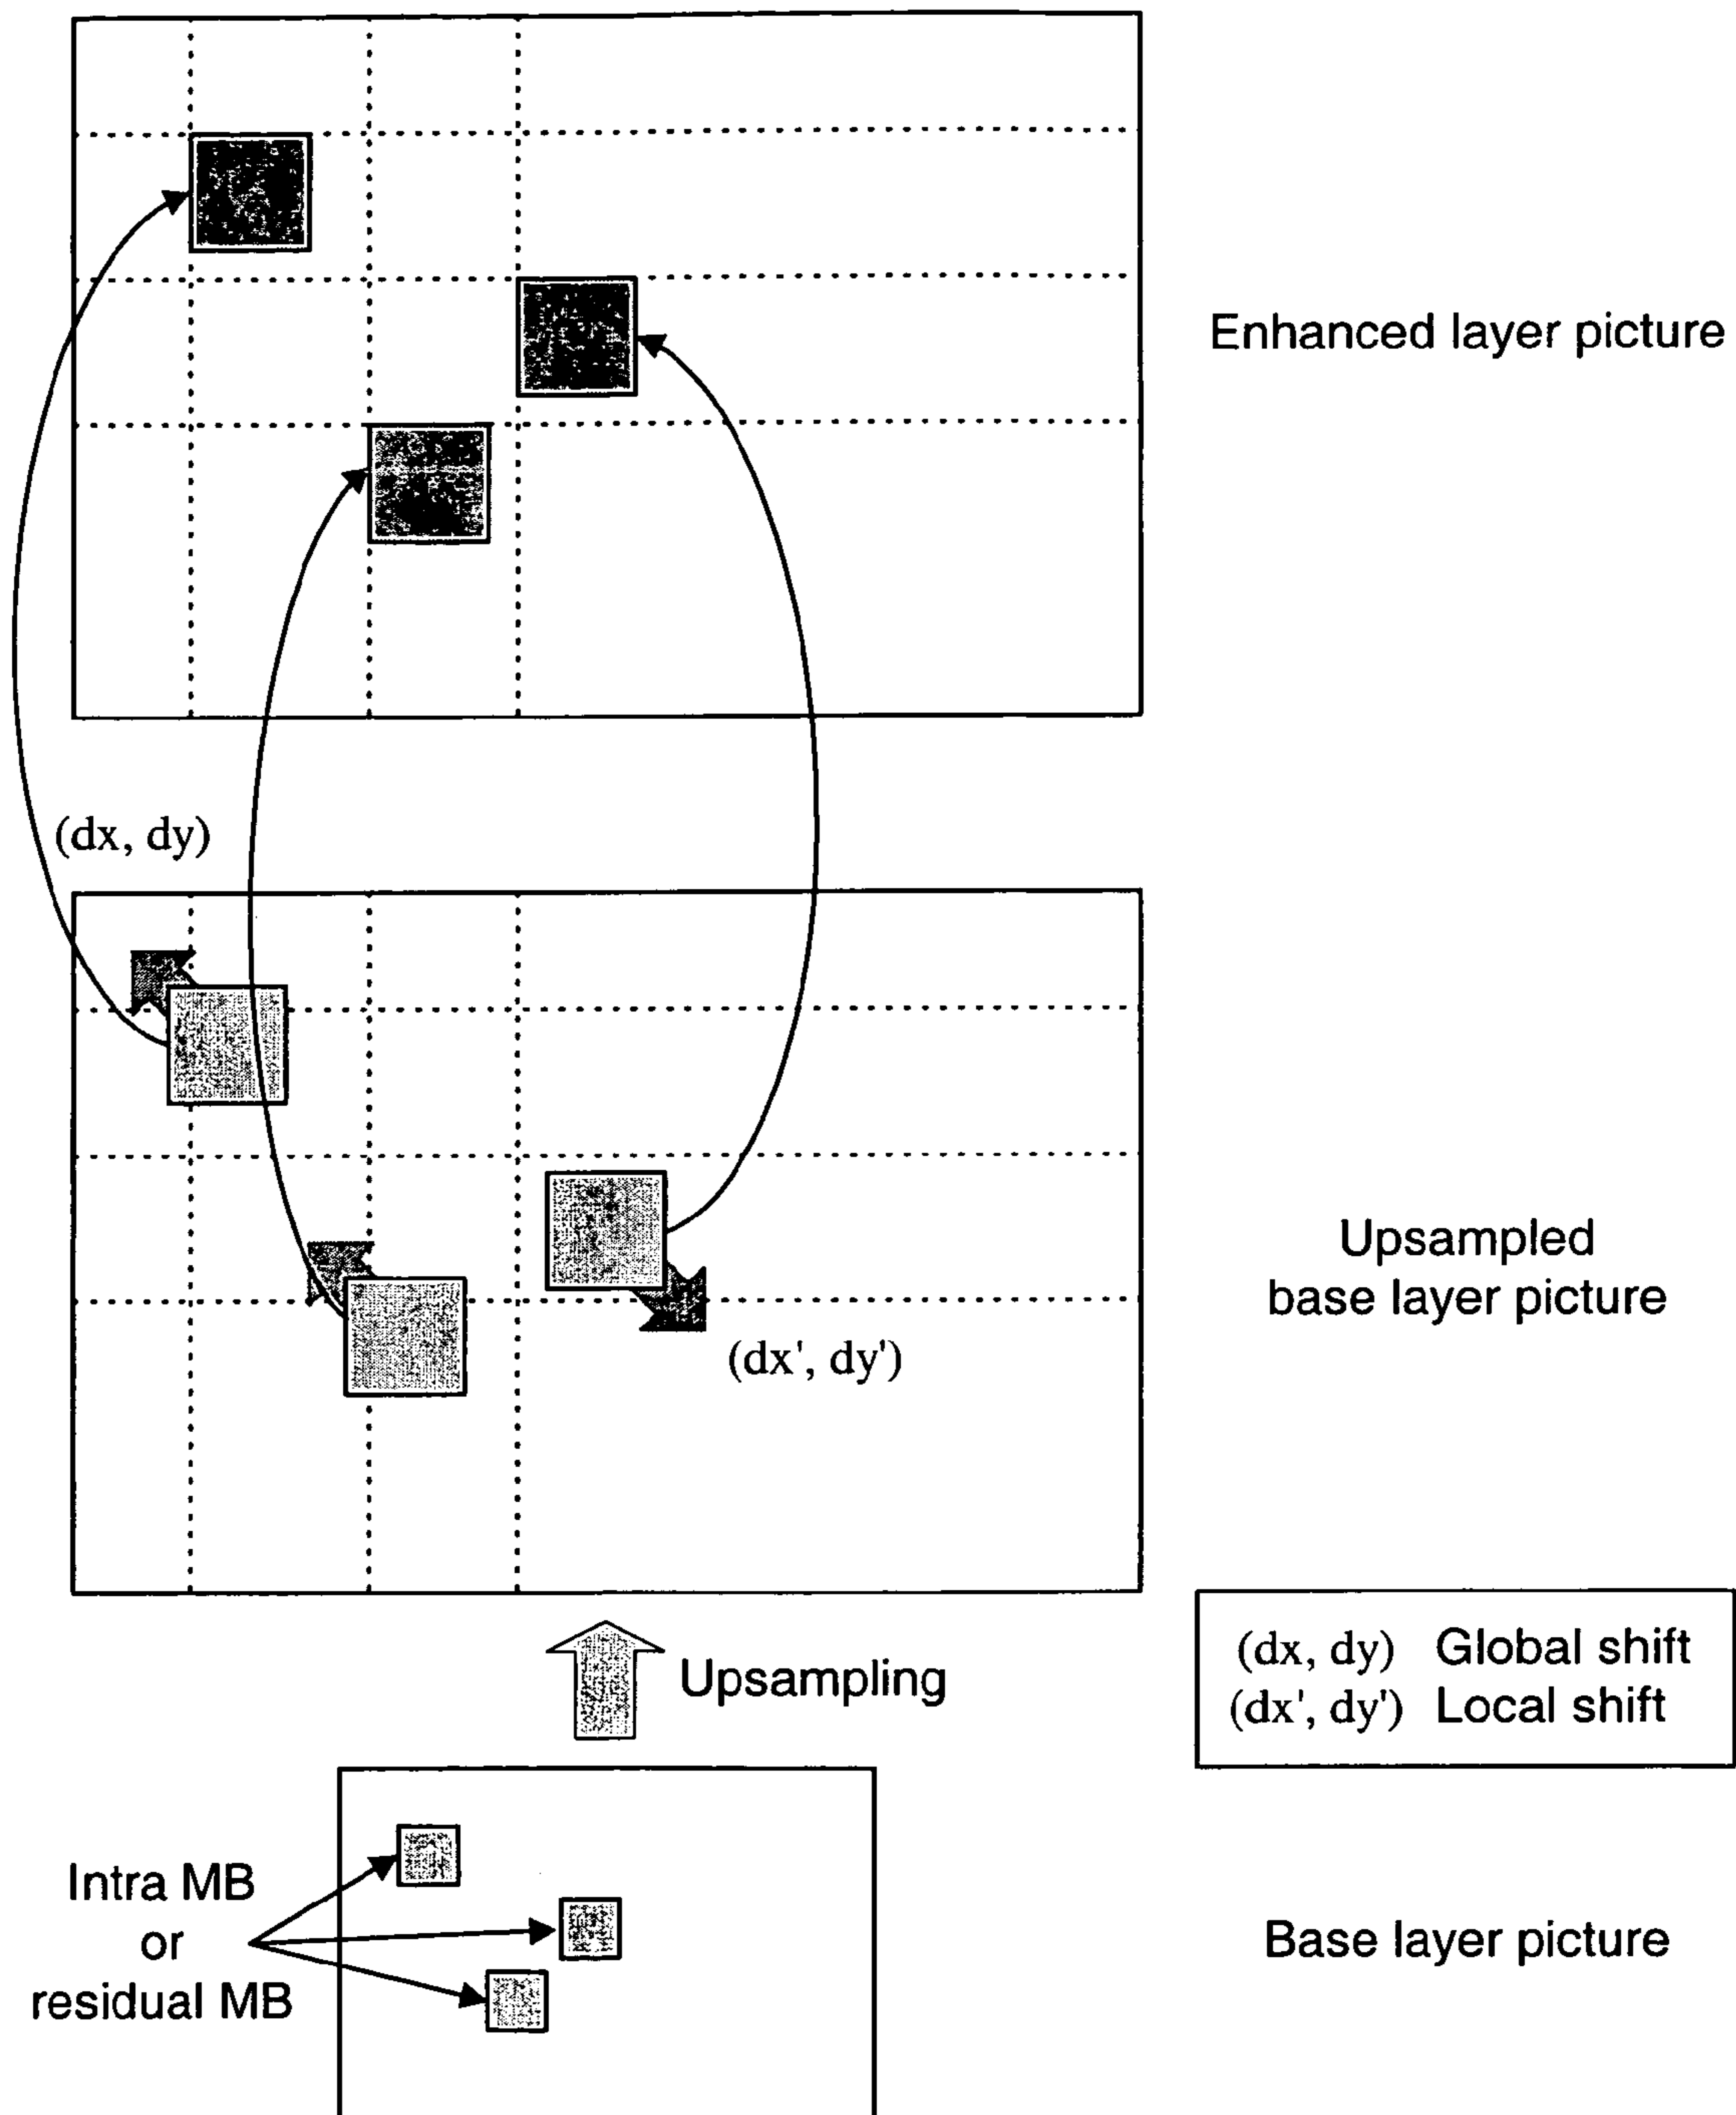 Enhanced layer picture
(dx, dy)
Upsampled
base layer picture
(dx', dy')
Upsampling
(dx, dy) Global shift
(dx', dy') Local shift
Intra MB
or
residual MB
Base layer picture